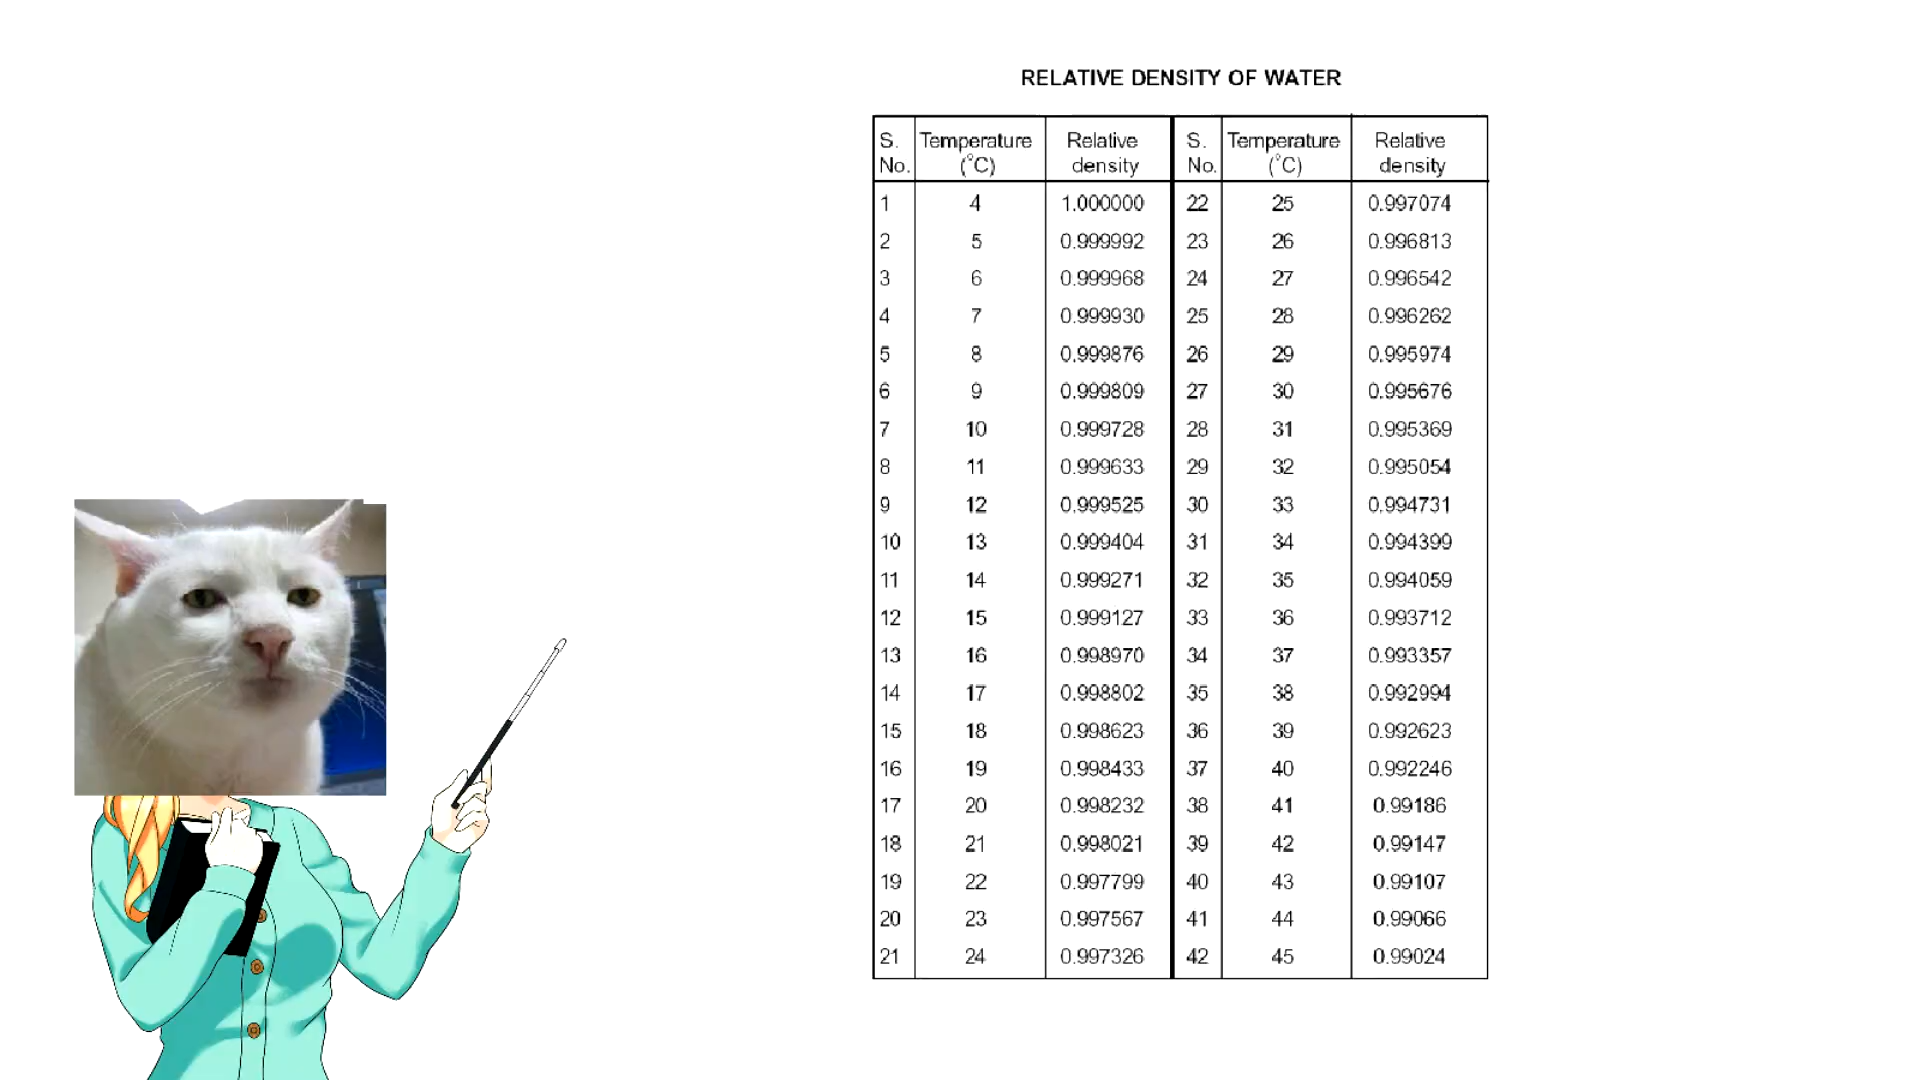 RELATIVE DENSITY OF WATER
S. No. Temperature (°C) Relative density S. No. Temperature (°C) Relative density
1 4 1.000000 22 25 0.997074
2 5 0.999992 23 26 0.996813
3 6 0.999968 24 27 0.996542
4 7 0.999930 25 28 0.996262
5 8 0.999876 26 29 0.995974
6 9 0.999809 27 30 0.995676
7 10 0.999728 28 31 0.995369
8 11 0.999633 29 32 0.995054
9 12 0.999525 30 33 0.994731
10 13 0.999404 31 34 0.994399
11 14 0.999271 32 35 0.994059
12 15 0.999127 33 36 0.993712
13 16 0.998970 34 37 0.993357
14 17 0.998802 35 38 0.992994
15 18 0.998623 36 39 0.992623
16 19 0.998433 37 40 0.992246
17 20 0.998232 38 41 0.99186
18 21 0.998021 39 42 0.99147
19 22 0.997799 40 43 0.99107
20 23 0.997567 41 44 0.99066
21 24 0.997326 42 45 0.99024